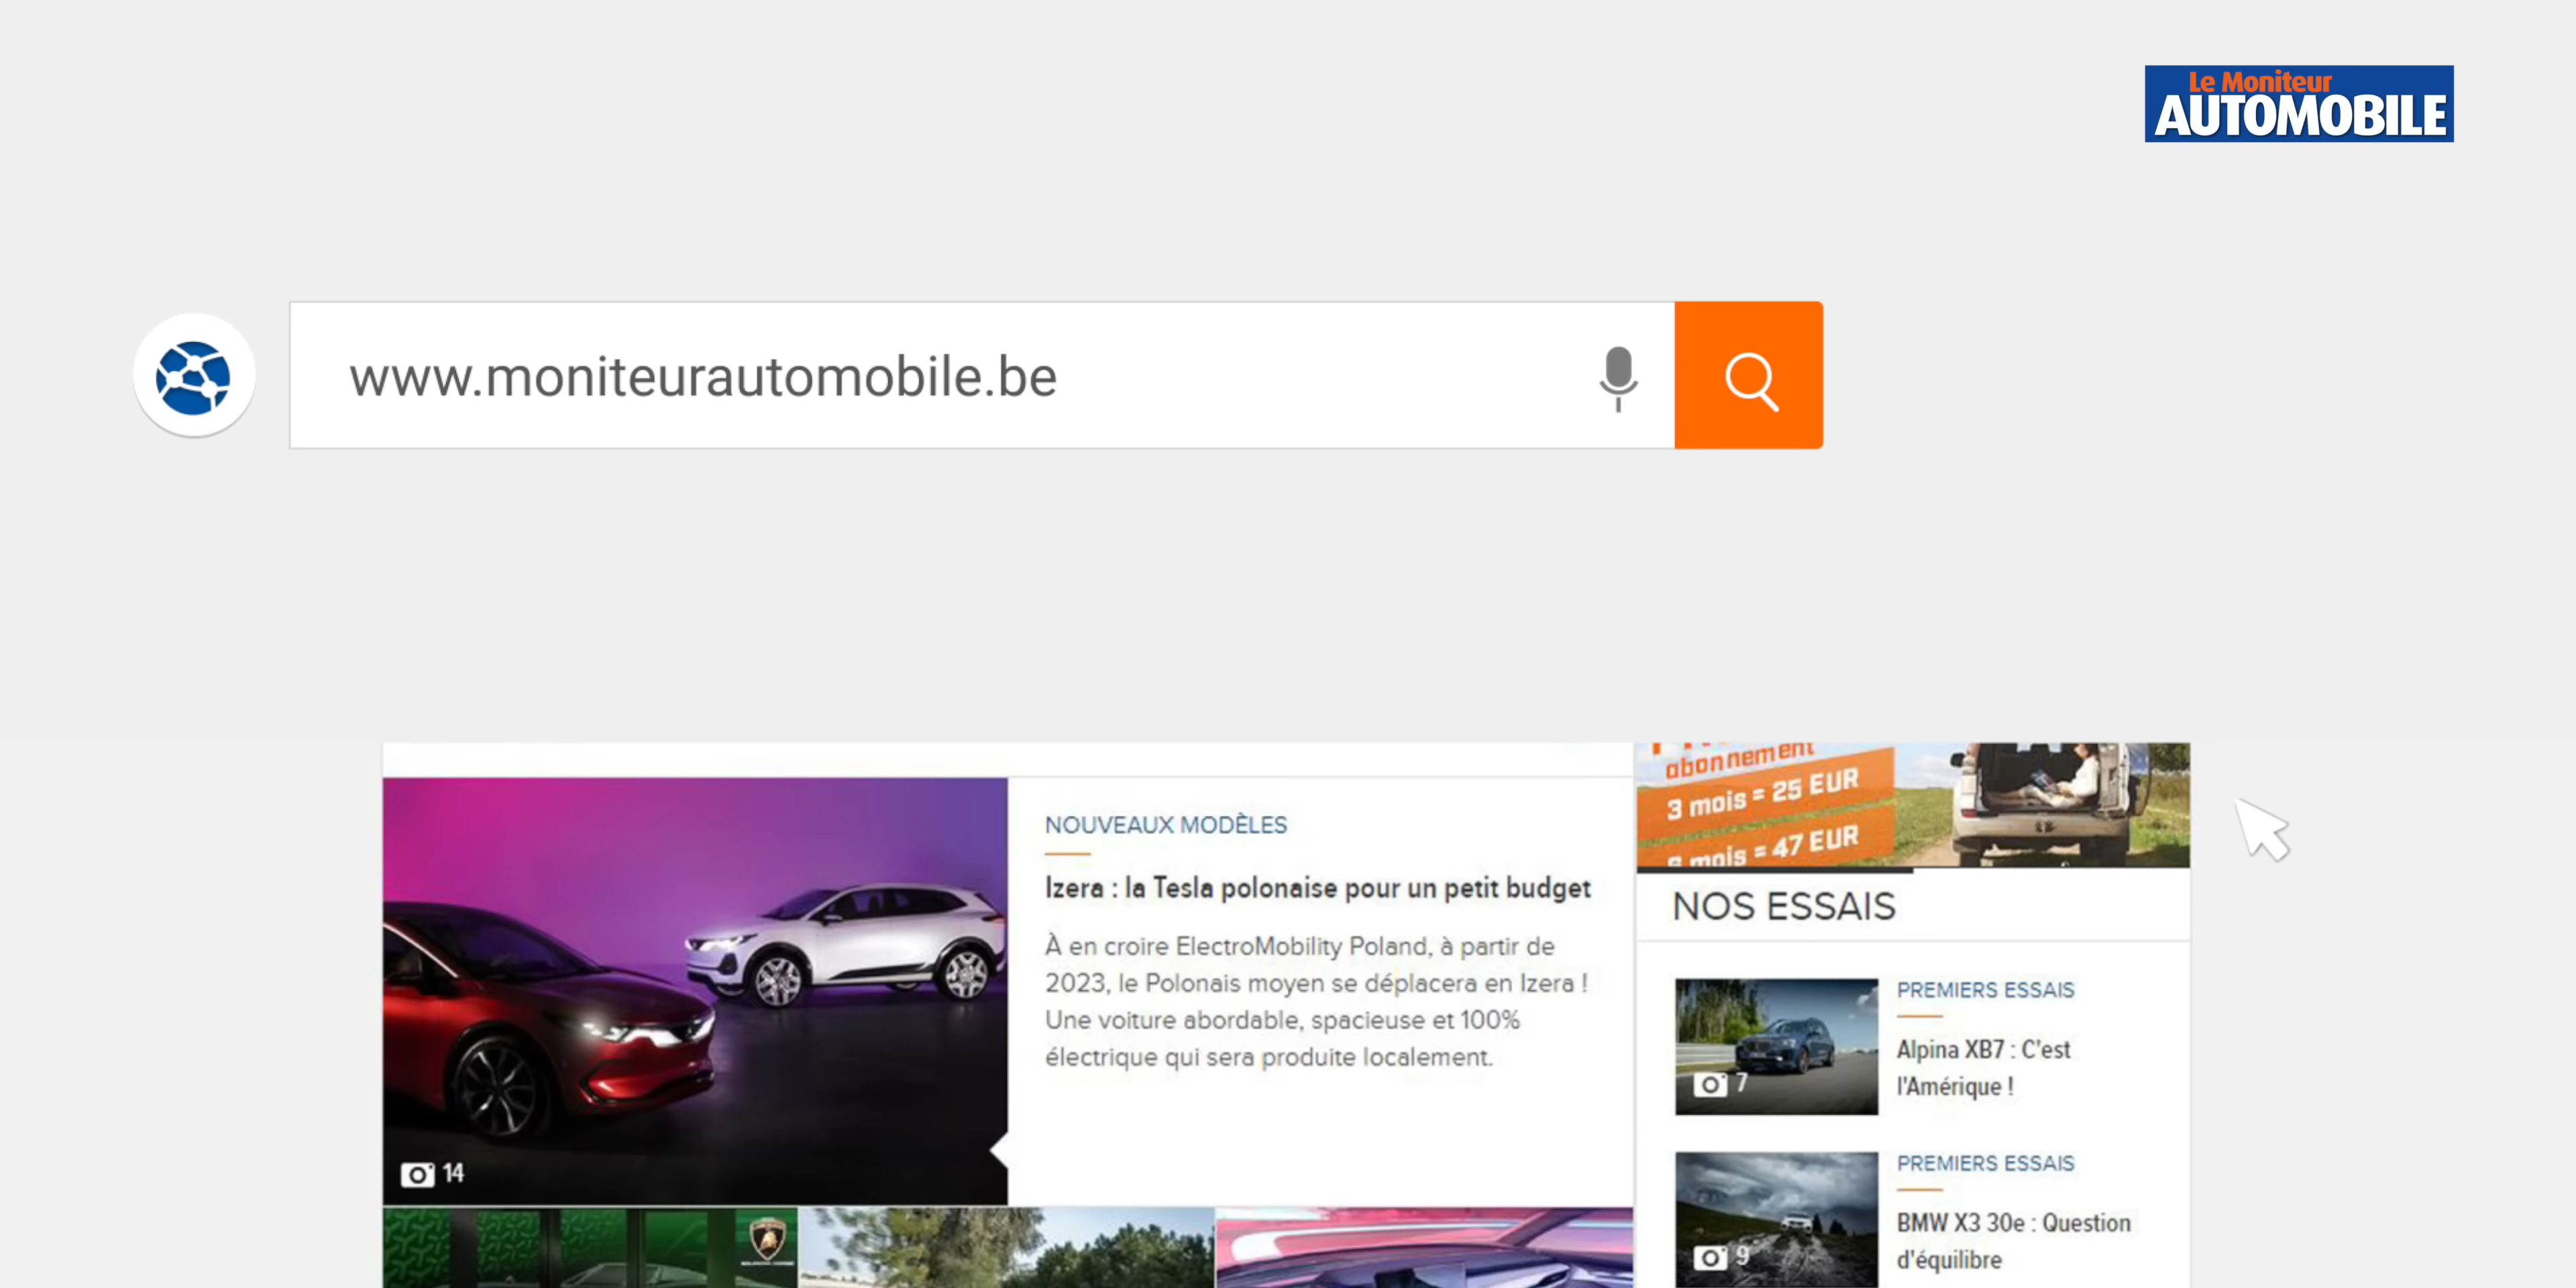 Le Moniteur
AUTOMOBILE
www.moniteurautomobile.be
abonnement
3 mois = 25 EUR
6 mois = 47 EUR
NOUVEAUX MODÈLES
Izera : la Tesla polonaise pour un petit budget
À en croire ElectroMobility Poland, à partir de
2023, le Polonais moyen se déplacera en Izera !
Une voiture abordable, spacieuse et 100%
électrique qui sera produite localement.
14
NOS ESSAIS
PREMIERS ESSAIS
Alpina XB7 : C'est
l'Amérique !
7
PREMIERS ESSAIS
BMW X3 30e : Question
d'équilibre
9